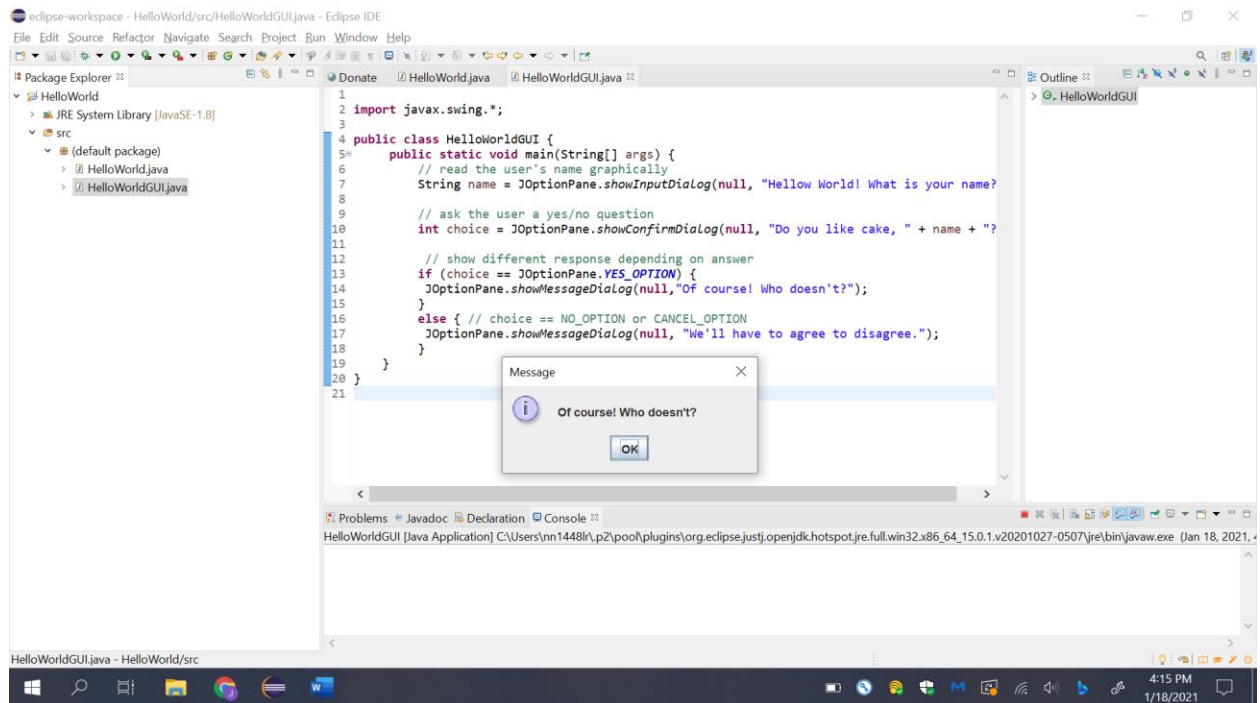 eclipse-workspace - HelloWorld/src/HelloWorldGUI.java - Eclipse IDE
File Edit Source Refactor Navigate Search Project Run Window Help
Package Explorer
HelloWorld
JRE System Library [JavaSE-1.8]
src
(default package)
HelloWorld.java
HelloWorldGUI.java
Donate HelloWorld.java HelloWorldGUI.java
1
2 import javax.swing.*;
3
4 public class HelloWorldGUI {
5 public static void main(String[] args) {
6 // read the user's name graphically
7 String name = JOptionPane.showInputDialog(null, "Hellow World! What is your name?
8
9 // ask the user a yes/no question
10 int choice = JOptionPane.showConfirmDialog(null, "Do you like cake, " + name + "?
11
12 // show different response depending on answer
13 if (choice == JOptionPane.YES_OPTION) {
14 JOptionPane.showMessageDialog(null,"Of course! Who doesn't?");
15 }
16 else { // choice == NO_OPTION or CANCEL_OPTION
17 JOptionPane.showMessageDialog(null, "We'll have to agree to disagree.");
18 }
19 }
20 }
21
Message
Of course! Who doesn't?
OK
Outline
HelloWorldGUI
Problems Javadoc Declaration Console
HelloWorldGUI [Java Application] C:\Users\nn1448lr\.p2\pool\plugins\org.eclipse.justj.openjdk.hotspot.jre.full.win32.x86_64_15.0.1.v20201027-0507\jre\bin\javaw.exe (Jan 18, 2021, 4
HelloWorldGUI.java - HelloWorld/src
4:15 PM
1/18/2021